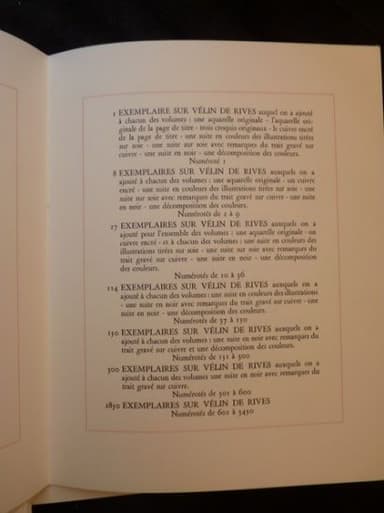 1 EXEMPLAIRE SUR VÉLIN DE RIVES auquel on a ajouté
à chacun des volumes : une aquarelle originale - l'aquarelle ori-
ginale de la page de titre - trois croquis originaux - le cuivre encré
de la page de titre - une suite en couleurs des illustrations tirées
sur soie - une suite sur soie avec remarques du trait gravé sur
cuivre - une suite en noir - une décomposition des couleurs.
Numéroté 1
8 EXEMPLAIRES SUR VÉLIN DE RIVES auxquels on a
ajouté à chacun des volumes : une aquarelle originale - un cuivre
encré - une suite en couleurs des illustrations tirées sur soie - une
suite en noir avec remarques du trait gravé sur cuivre - une suite
en noir - une décomposition des couleurs.
Numérotés de 2 à 9
27 EXEMPLAIRES SUR VÉLIN DE RIVES auxquels on a
ajouté pour l'ensemble des volumes : une aquarelle originale - un
cuivre encré - et à chacun des volumes : une suite en couleurs des
illustrations - une suite en noir avec remarques du
trait gravé sur cuivre - une suite en noir - une décomposition
des couleurs.
Numérotés de 10 à 36
114 EXEMPLAIRES SUR VÉLIN DE RIVES auxquels on a
ajouté à chacun des volumes : une suite en couleurs des illustrations
- une suite en noir avec remarques du trait gravé sur cuivre - une
suite en noir - une décomposition des couleurs.
Numérotés de 37 à 150
150 EXEMPLAIRES SUR VÉLIN DE RIVES auxquels on a
ajouté à chacun des volumes : une suite en noir avec remarques du
trait gravé sur cuivre et une décomposition des couleurs.
Numérotés de 151 à 300
300 EXEMPLAIRES SUR VÉLIN DE RIVES auxquels on a
ajouté à chacun des volumes une suite en noir avec remarques du
trait gravé sur cuivre.
Numérotés de 301 à 600
1850 EXEMPLAIRES SUR VÉLIN DE RIVES
Numérotés de 601 à 3450